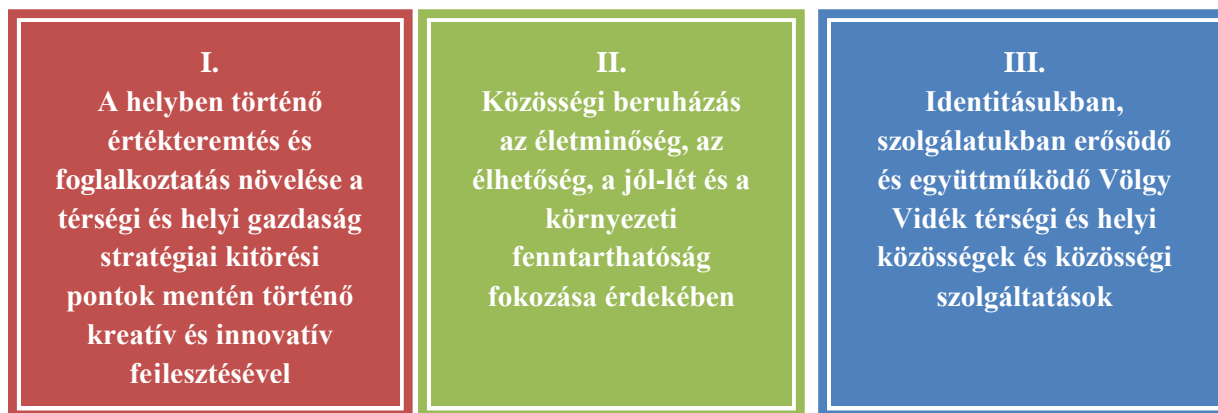 I.
A helyben történő
értékteremtés és
foglalkoztatás növelése a
térségi és helyi gazdaság
stratégiai kitörési
pontok mentén történő
kreatív és innovatív
fejlesztésével
II.
Közösségi beruházás
az életminőség, az
élhetőség, a jól-lét és a
környezeti
fenntarthatóság
fokozása érdekében
III.
Identitásukban,
szolgálatukban erősödő
és együttműködő Völgy
Vidék térségi és helyi
közösségek és közösségi
szolgáltatások